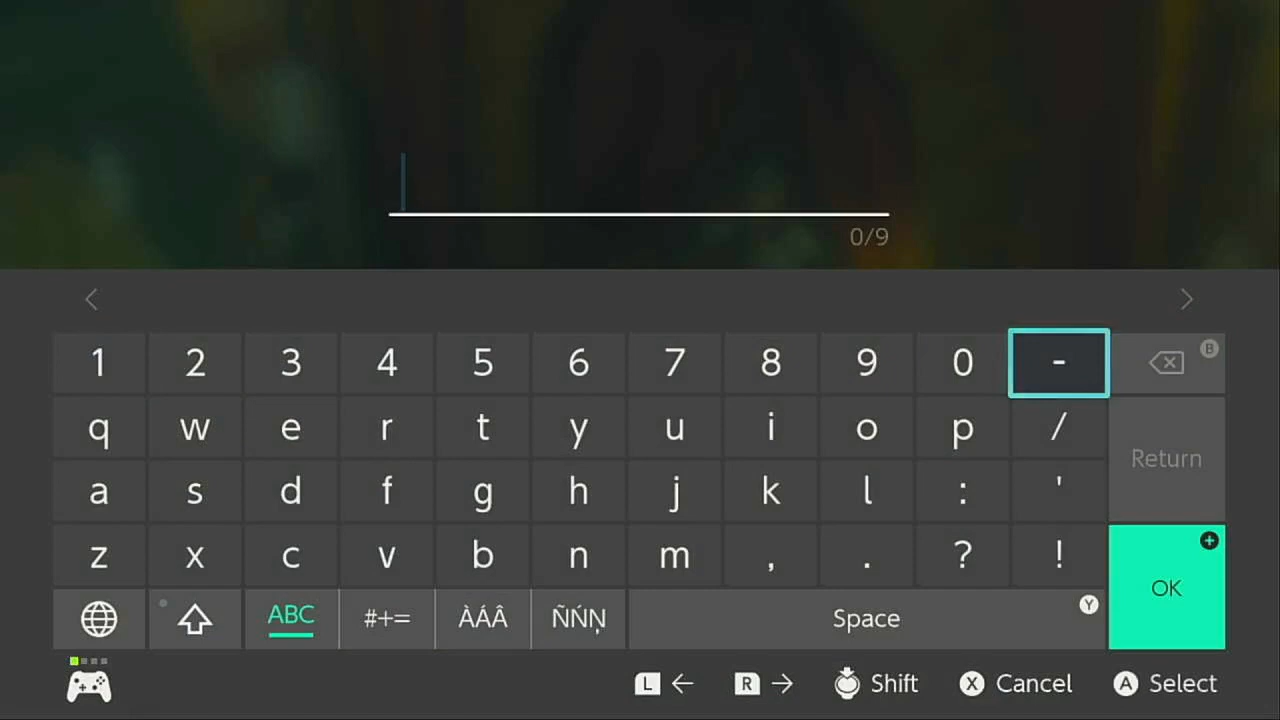 0/9
1 2 3 4 5 6 7 8 9 0 - B
q w e r t y u i o p /
Return
a s d f g h j k l : '
z x c v b n m , . ? !
OK
ABC #+= ÀÁÂ ÑŃŅ Space Y
L ← R → Shift X Cancel A Select